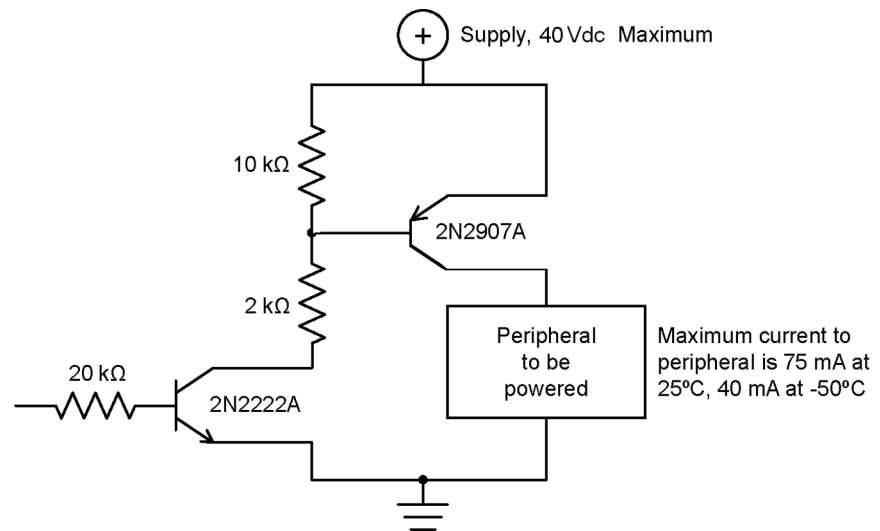 +
Supply, 40 Vdc Maximum
10 kΩ
2N2907A
2 kΩ
Peripheral
to be
powered
Maximum current to
peripheral is 75 mA at
25ºC, 40 mA at -50ºC
20 kΩ
2N2222A